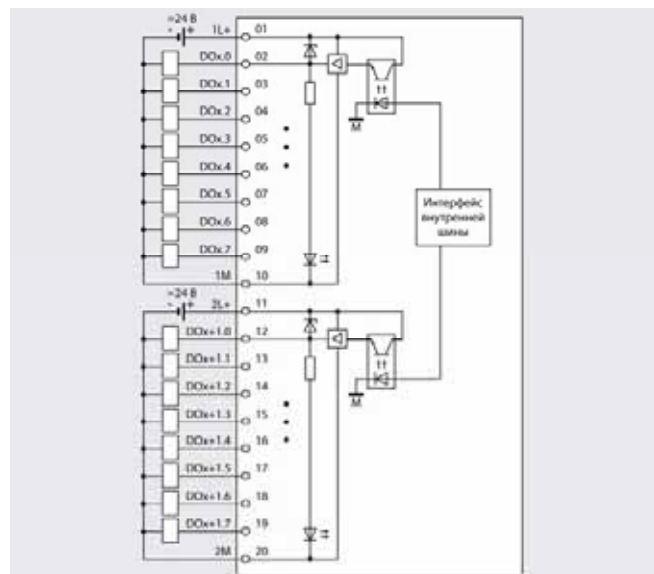 =24 В
- + 1L+ 01
DOx.0 02
DOx.1 03
DOx.2 04
DOx.3 05
DOx.4 06
DOx.5 07
DOx.6 08
DOx.7 09
1M 10
M
Интерфейс
внутренней
шины
=24 В
- + 2L+ 11
DOx+1.0 12
DOx+1.1 13
DOx+1.2 14
DOx+1.3 15
DOx+1.4 16
DOx+1.5 17
DOx+1.6 18
DOx+1.7 19
2M 20
M